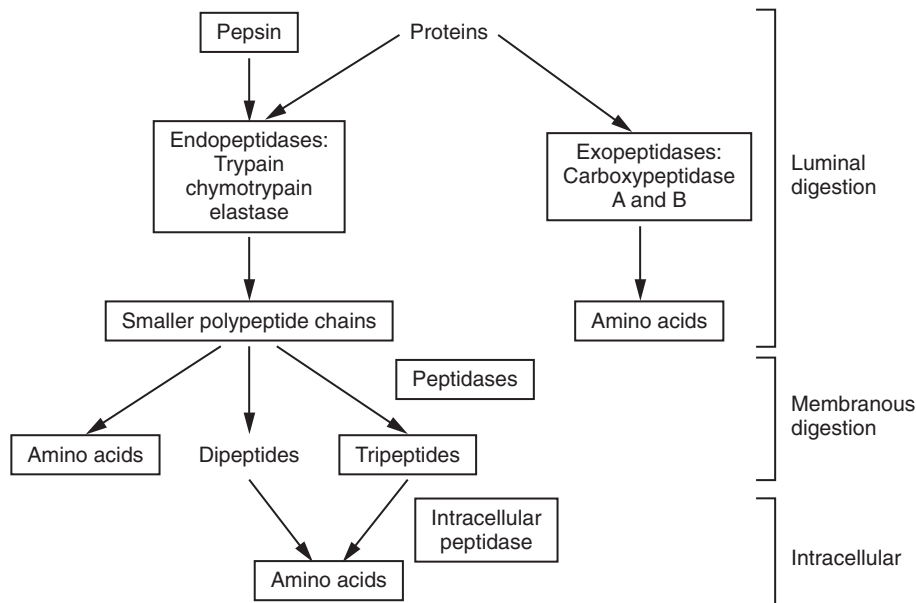 Pepsin
Proteins
Endopeptidases:
Trypain
chymotrypain
elastase
Exopeptidases:
Carboxypeptidase
A and B
Luminal
digestion
Smaller polypeptide chains
Amino acids
Peptidases
Membranous
digestion
Amino acids
Dipeptides
Tripeptides
Intracellular
peptidase
Intracellular
Amino acids